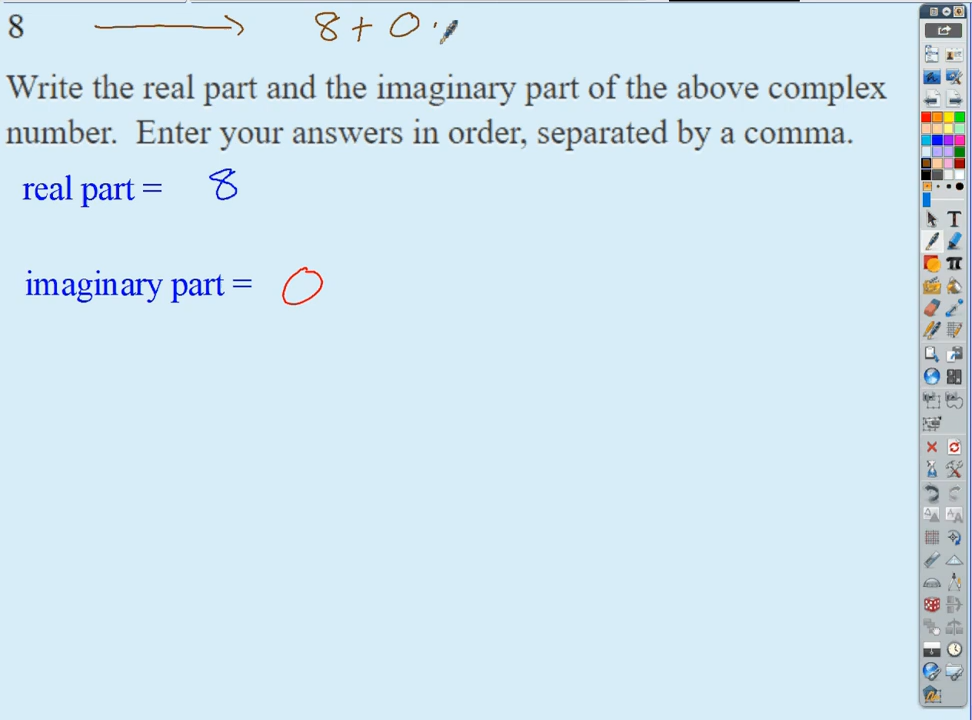 8 → 8 + 0i
Write the real part and the imaginary part of the above complex
number. Enter your answers in order, separated by a comma.
real part = 8
imaginary part = 0